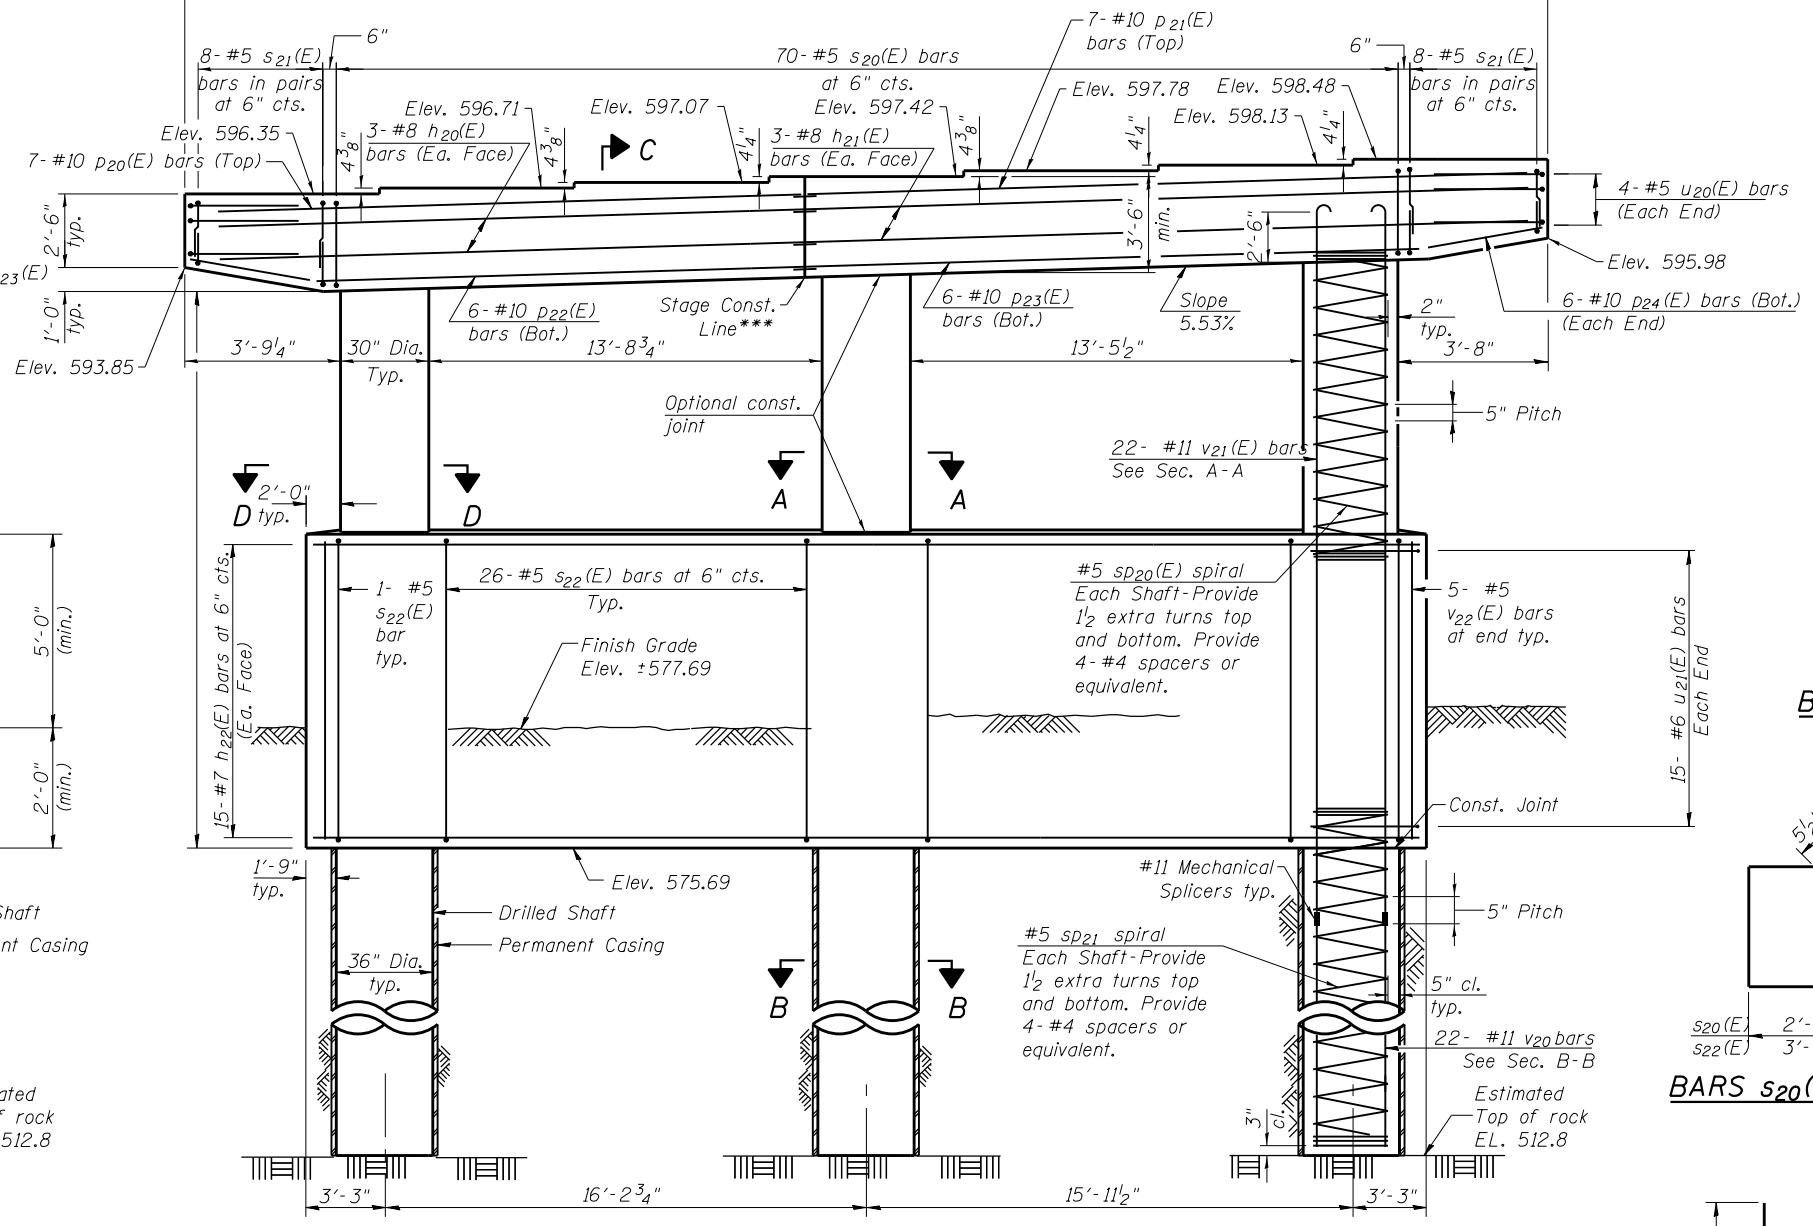 7- #10 p21(E)
bars (Top)
6"
8- #5 s21(E)
bars in pairs
at 6" cts.
70- #5 s20(E) bars
at 6" cts.
6"
8- #5 s21(E)
bars in pairs
at 6" cts.
Elev. 596.35
Elev. 596.71
Elev. 597.07
Elev. 597.42
Elev. 597.78
Elev. 598.48
Elev. 598.13
4 3/8"
3- #8 h20(E)
bars (Ea. Face)
4 3/8"
C
4 1/4"
3- #8 h21(E)
bars (Ea. Face)
4 3/8"
4 1/4"
4 1/4"
7- #10 p20(E) bars (Top)
4- #5 u20(E) bars
(Each End)
2'-6"
typ.
3'-6"
min.
2'-6"
23(E)
Elev. 595.98
1'-0"
typ.
6- #10 p22(E)
bars (Bot.)
Stage Const.
Line***
6- #10 p23(E)
bars (Bot.)
Slope
5.53%
2"
typ.
6- #10 p24(E) bars (Bot.)
(Each End)
Elev. 593.85
3'-9 1/4"
30" Dia.
Typ.
13'-8 3/4"
13'-5 1/2"
3'-8"
Optional const.
joint
5" Pitch
22- #11 v21(E) bars
See Sec. A-A
D
2'-0"
typ.
D
A
A
5'-0"
(min.)
2'-0"
(min.)
15- #7 h22(E) bars at 6" cts.
(Ea. Face)
1- #5
s22(E)
bar
typ.
26- #5 s22(E) bars at 6" cts.
Typ.
Finish Grade
Elev. ±577.69
#5 sp20(E) spiral
Each Shaft-Provide
1 1/2 extra turns top
and bottom. Provide
4- #4 spacers or
equivalent.
5- #5
v22(E) bars
at end typ.
15- #6 u21(E) bars
Each End
B
Const. Joint
1'-9"
typ.
Elev. 575.69
#11 Mechanical
Splicers typ.
Drilled Shaft
Permanent Casing
5" Pitch
nt Casing
36" Dia.
typ.
B
B
#5 sp21 spiral
Each Shaft-Provide
1 1/2 extra turns top
and bottom. Provide
4- #4 spacers or
equivalent.
5" cl.
typ.
22- #11 v20 bars
See Sec. B-B
s20(E) 2'-
s22(E) 3'-
BARS s20(
Estimated
Top of rock
EL. 512.8
3"
cl.
rock
512.8
3'-3"
16'-2 3/4"
15'-11 1/2"
3'-3"